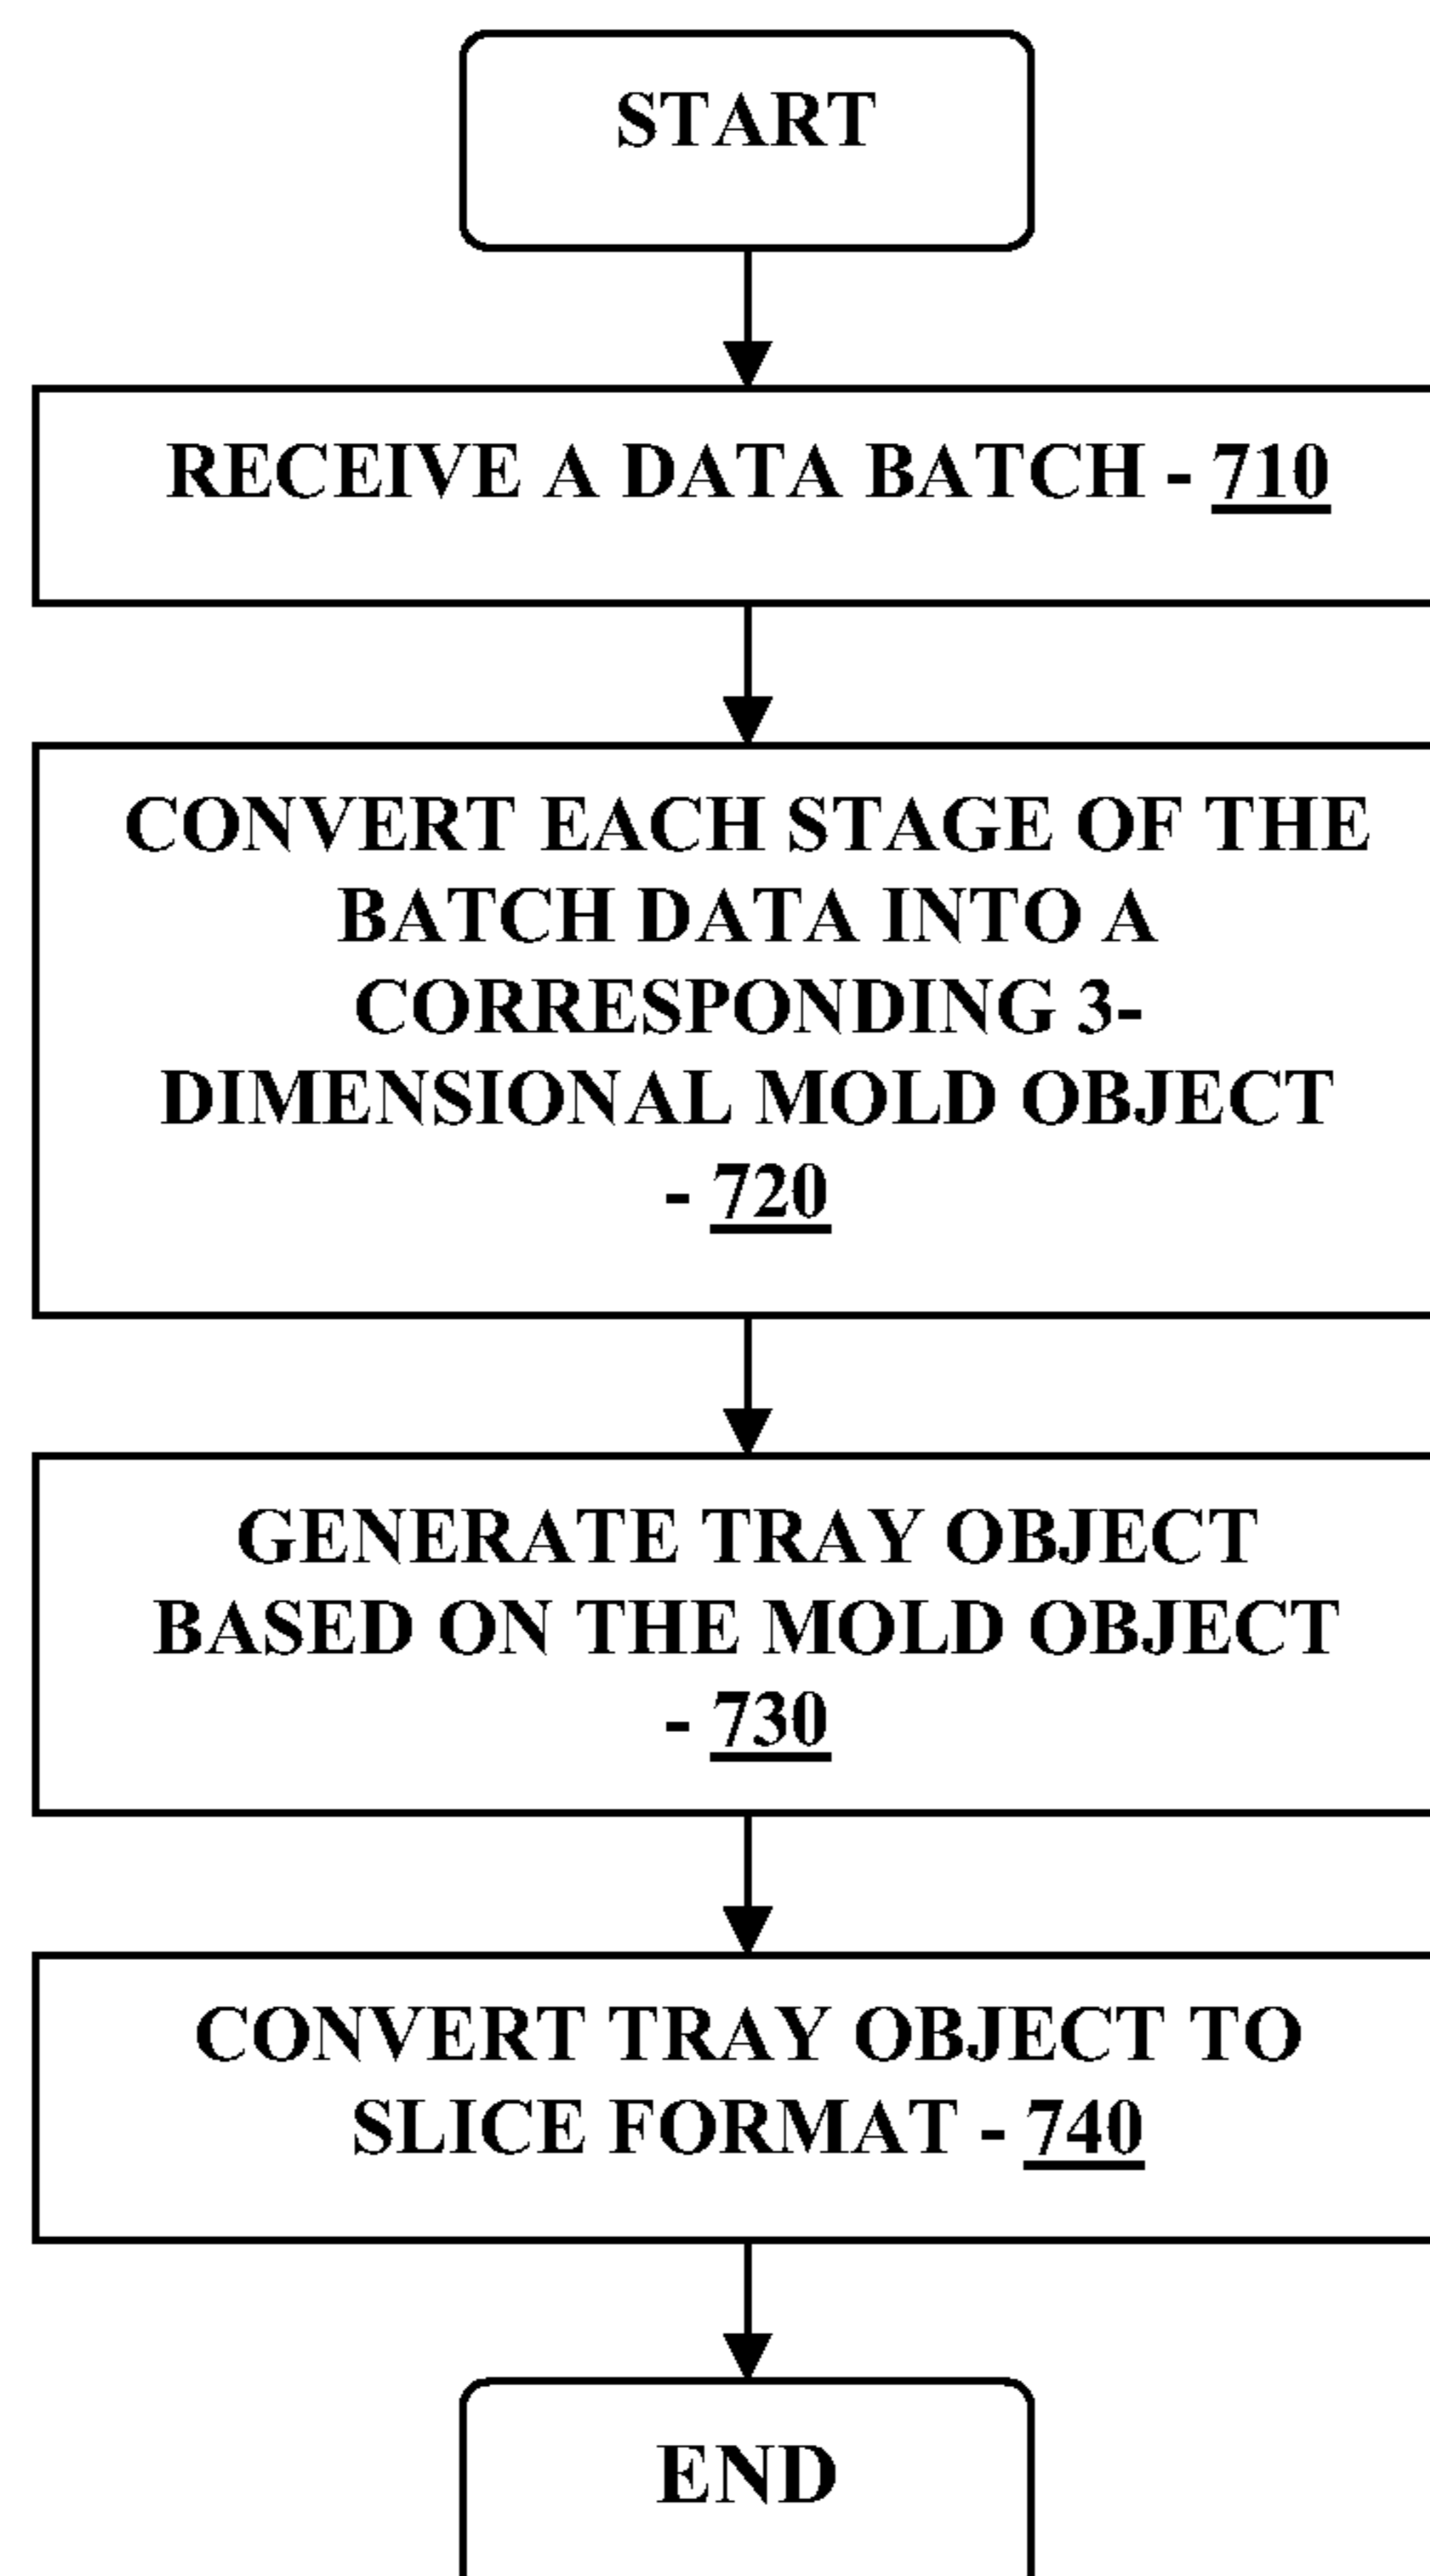 START
RECEIVE A DATA BATCH - 710
CONVERT EACH STAGE OF THE
BATCH DATA INTO A
CORRESPONDING 3-
DIMENSIONAL MOLD OBJECT
- 720
GENERATE TRAY OBJECT
BASED ON THE MOLD OBJECT
- 730
CONVERT TRAY OBJECT TO
SLICE FORMAT - 740
END